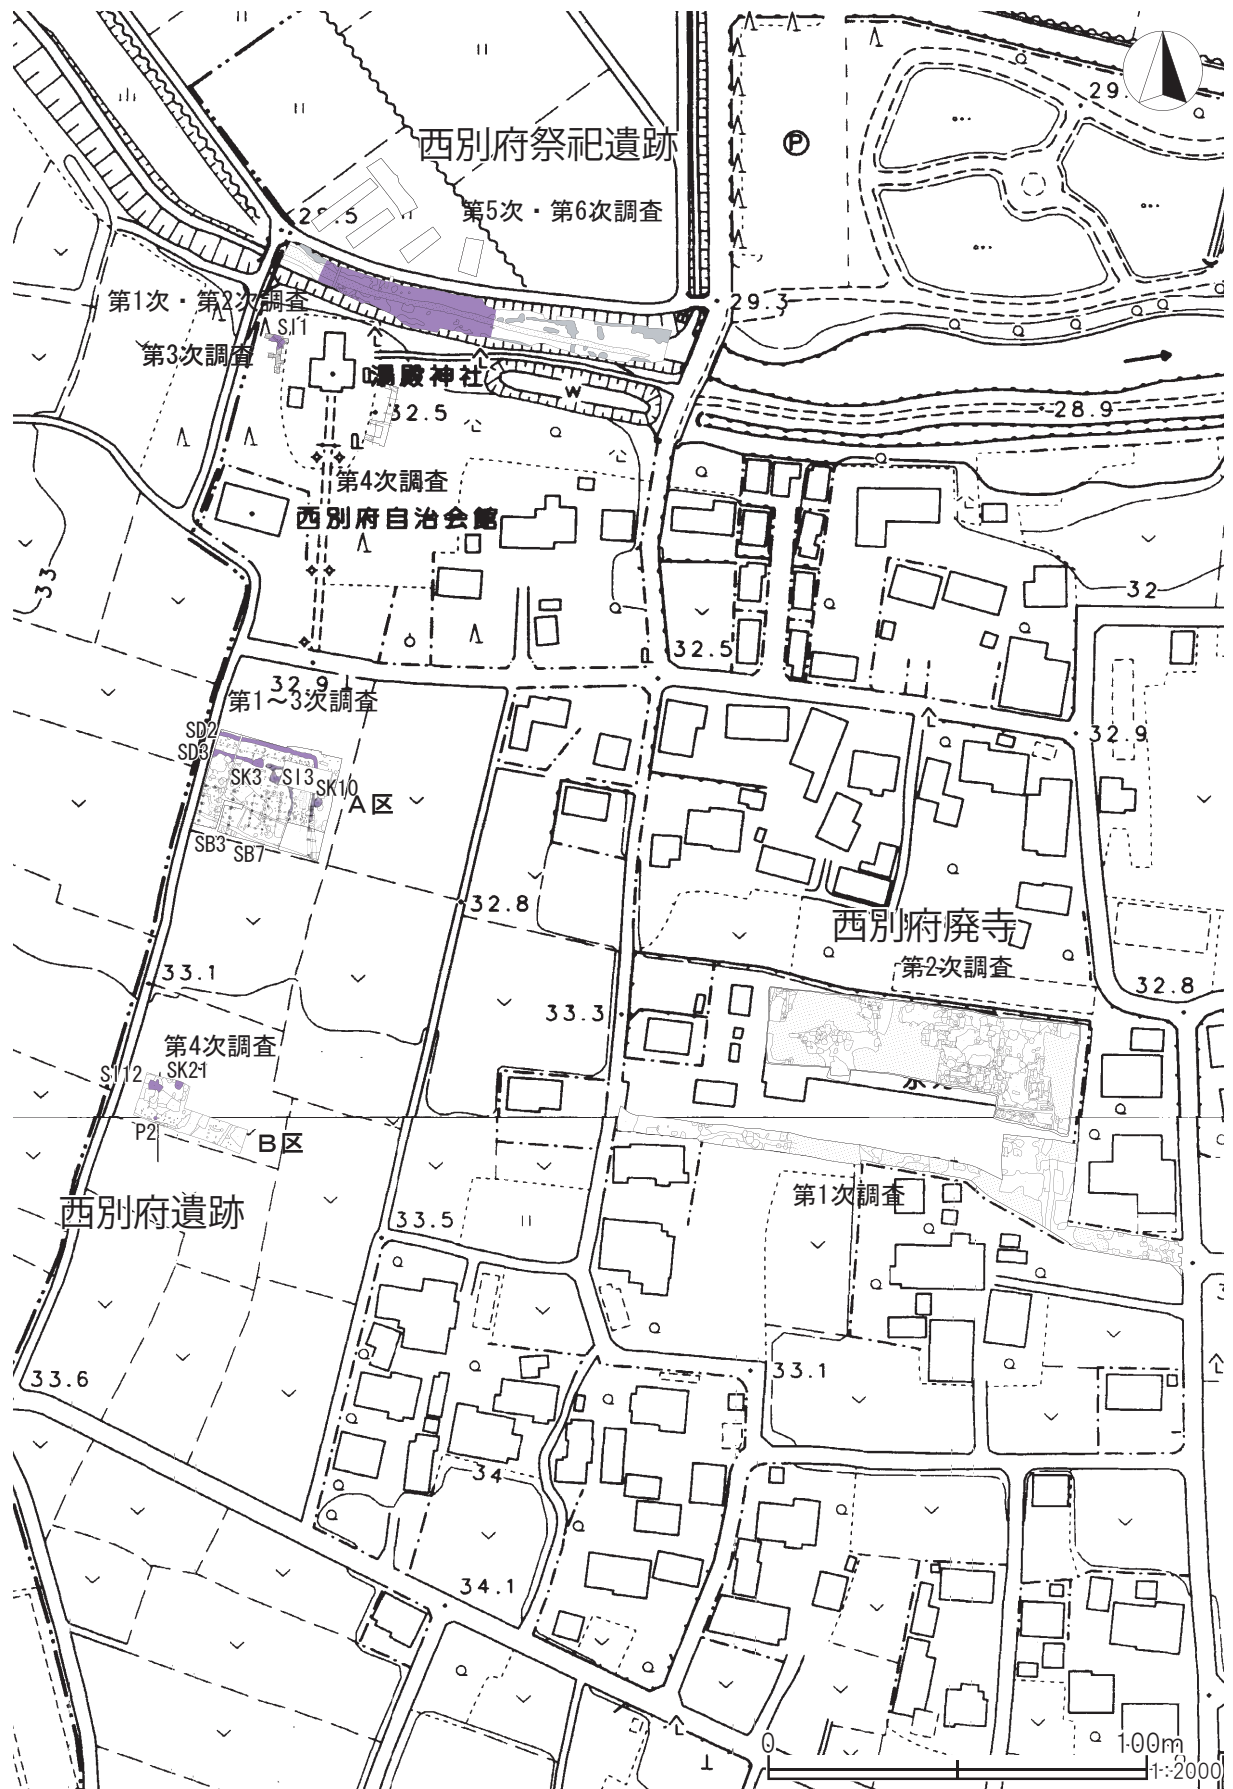 29.
西別府祭祀遺跡
P
29.5
第5次・第6次調査
第1次・第2次調査
SJ1
29.3
第3次調査
湯殿神社
W
32.5
28.9
第4次調査
西別府自治会館
33
32
32.5
32.9
第1～3次調査
SD2
32.9
SD3
SK3
SI3
SK10
A区
SB3
SB7
32.8
西別府廃寺
第2次調査
33.1
32.8
33.3
第4次調査
SI12
SK21
P2
B区
第1次調査
西別府遺跡
33.5
33.1
33.6
34
34.1
0
100m
1:2000